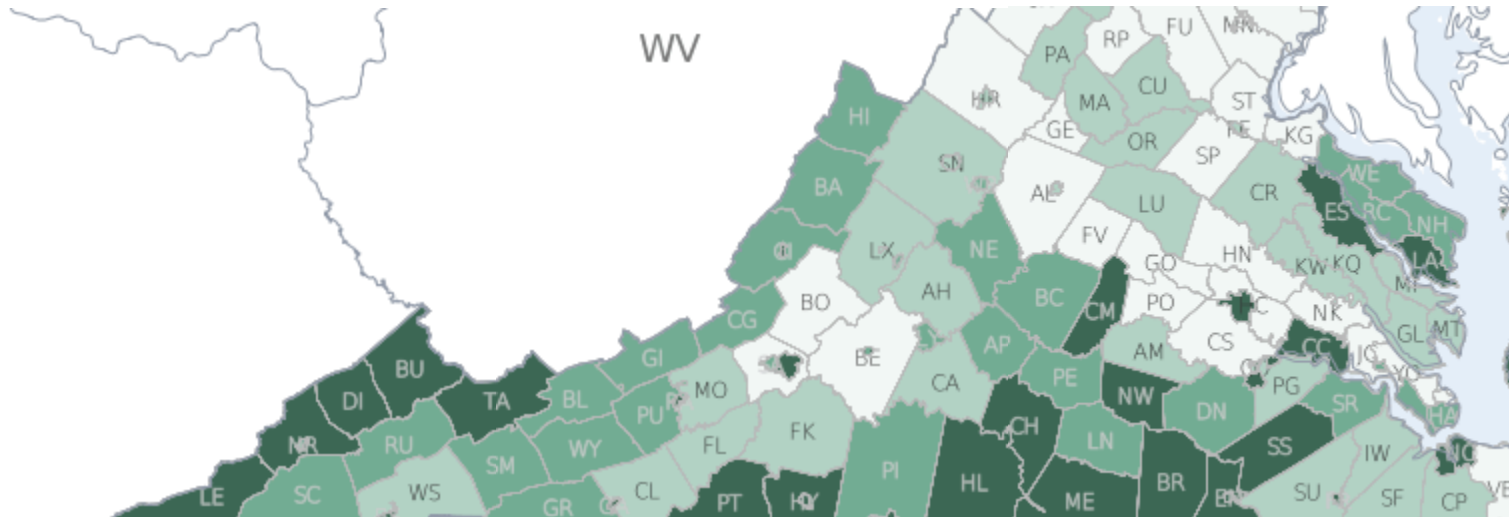 WV
FU
RP
PA
CU
MA
ST
HR
HI
GE
OR
KG
SP
SN
WE
BA
AL
CR
LU
ES
RC
NH
FV
NE
LX
HN
GO
LA
KW
KQ
AH
BC
BO
CM
PO
NK
CG
GL
MT
CS
AP
CC
JC
GI
BE
AM
BU
PE
CA
PG
MO
TA
NW
DI
BL
PU
SR
DN
HA
CH
FK
LN
SS
RU
FL
WY
IW
SM
PI
HL
BR
LE
SC
WS
CL
PT
ME
SU
SF
CP
GR